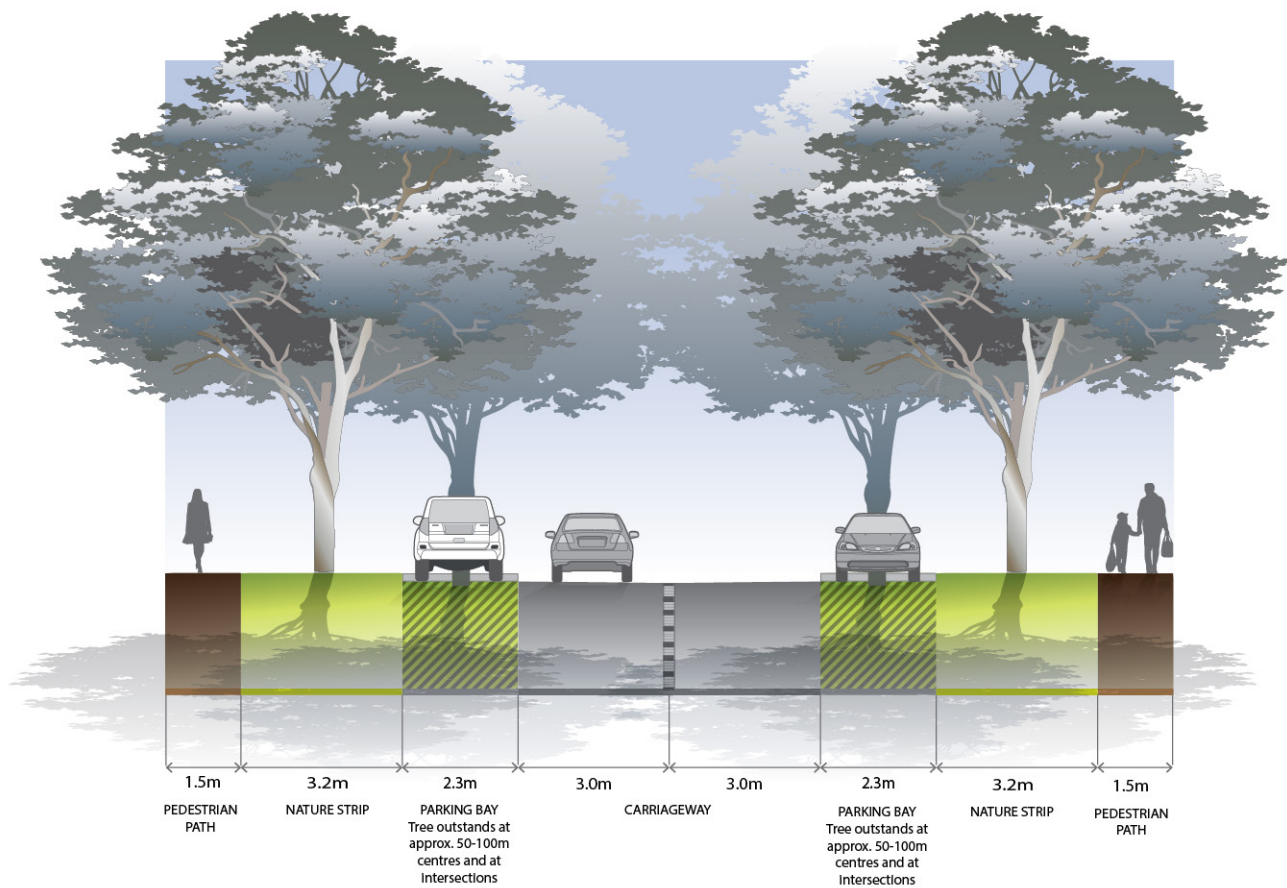 1.5m 3.2m 2.3m 3.0m 3.0m 2.3m 3.2m 1.5m
PEDESTRIAN
PATH
NATURE STRIP
PARKING BAY
Tree outstands at
approx. 50-100m
centres and at
Intersections
CARRIAGEWAY
PARKING BAY
Tree outstands at
approx. 50-100m
centres and at
Intersections
NATURE STRIP
PEDESTRIAN
PATH